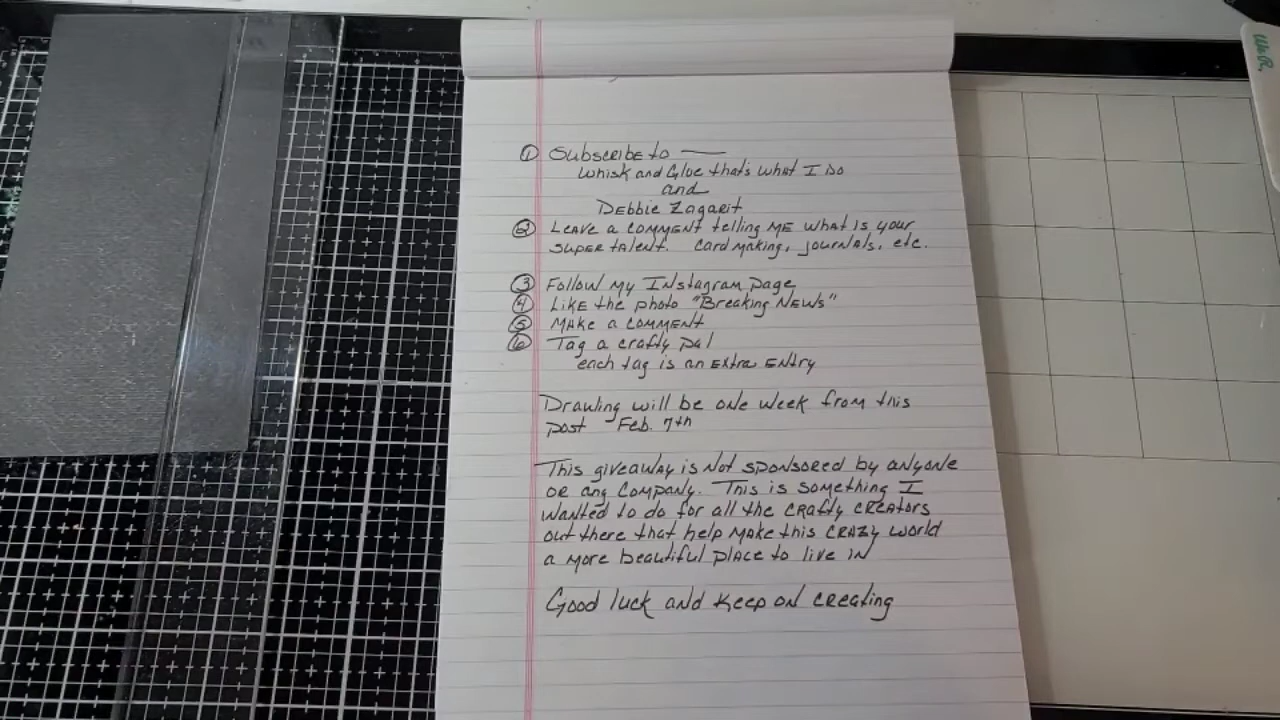 ① Subscribe to —
Whisk and Glue that's what I Do
and
Debbie Zagarit
② Leave a comment telling me what is your
super talent. Card making, journals, etc.
③ Follow my Instagram page
④ Like the photo "Breaking News"
⑤ Make a comment
⑥ Tag a crafty pal
each tag is an extra entry
Drawing will be one week from this
post Feb. 7th
This giveaway is not sponsored by anyone
or any company. This is something I
wanted to do for all the crafty creators
out there that help make this crazy world
a more beautiful place to live in
Good luck and keep on creating